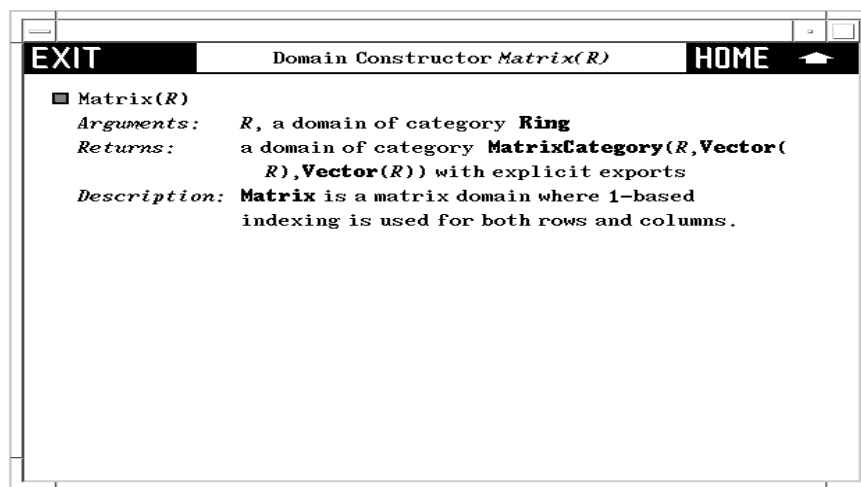 EXIT Domain Constructor Matrix(R) HOME
Matrix(R)
Arguments: R, a domain of category Ring
Returns: a domain of category MatrixCategory(R,Vector(
R),Vector(R)) with explicit exports
Description: Matrix is a matrix domain where 1-based
indexing is used for both rows and columns.